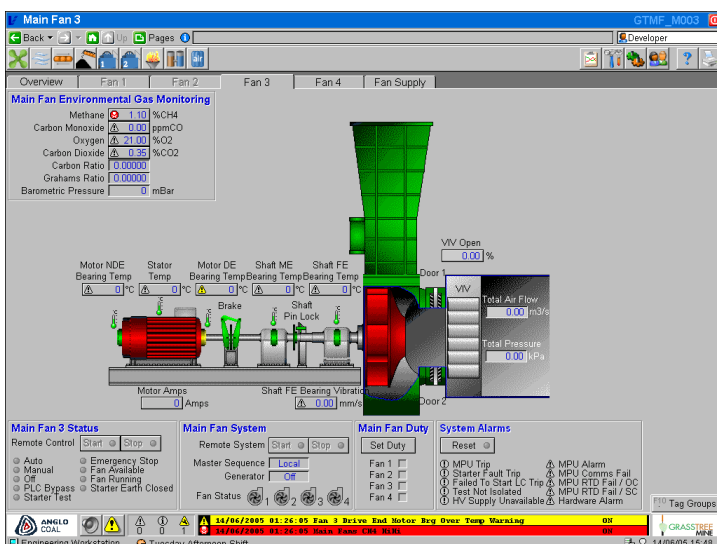 Main Fan 3 GTMF_M003
Back Up Pages Developer
Overview Fan 1 Fan 2 Fan 3 Fan 4 Fan Supply
Main Fan Environmental Gas Monitoring
Methane 1.10 %CH4
Carbon Monoxide 0.00 ppmCO
Oxygen 21.00 %O2
Carbon Dioxide 0.35 %CO2
Carbon Ratio 0.00000
Grahams Ratio 0.00000
Barometric Pressure 0 mBar
VIV Open
0.00 %
Motor NDE Stator Motor DE Shaft ME Shaft FE
Bearing Temp Temp Bearing Temp Bearing Temp Bearing Temp
0 °C 0 °C 0 °C 0 °C 0 °C
Door 1
VIV
Brake Shaft
Pin Lock
Total Air Flow
0.00 m3/s
Total Pressure
0.00 kPa
Motor Amps Shaft FE Bearing Vibration
0 Amps 0.00 mm/s
Door 2
Main Fan 3 Status
Remote Control Start Stop
Auto Emergency Stop
Manual Fan Available
Off Fan Running
PLC Bypass Starter Earth Closed
Starter Test
Main Fan System
Remote System Start Stop
Master Sequence Local
Generator Off
Fan Status 1 2 3 4
Main Fan Duty
Set Duty
Fan 1
Fan 2
Fan 3
Fan 4
System Alarms
Reset
MPU Trip MPU Alarm
Starter Fault Trip MPU Comms Fail
Failed To Start LC Trip MPU RTD Fail / OC
Test Not Isolated MPU RTD Fail / SC
HV Supply Unavailable Hardware Alarm
Tag Groups
ANGLO
COAL
0 0 4
14/06/2005 01:26:05 Fan 3 Drive End Motor Brg Over Temp Warning ON
14/06/2005 01:26:05 Main Fans CH4 HiHi ON
GRASSTREE
MINE
Engineering Workstation Tuesday Afternoon Shift 14/06/05 15:48